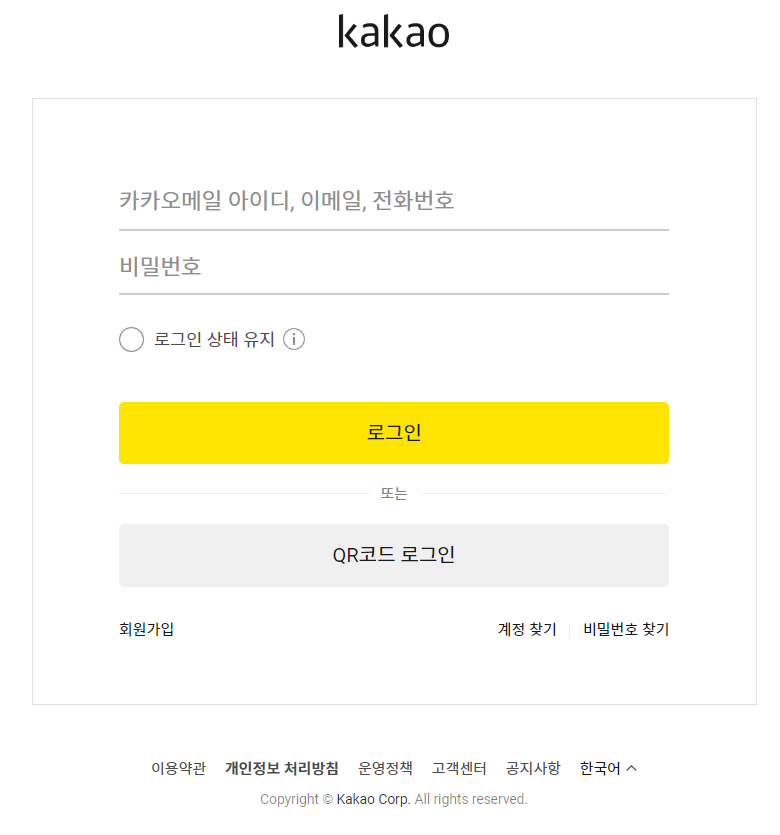 kakao
카카오메일 아이디, 이메일, 전화번호
비밀번호
로그인 상태 유지
로그인
또는
QR코드 로그인
회원가입 계정 찾기 비밀번호 찾기
이용약관 개인정보 처리방침 운영정책 고객센터 공지사항 한국어
Copyright © Kakao Corp. All rights reserved.